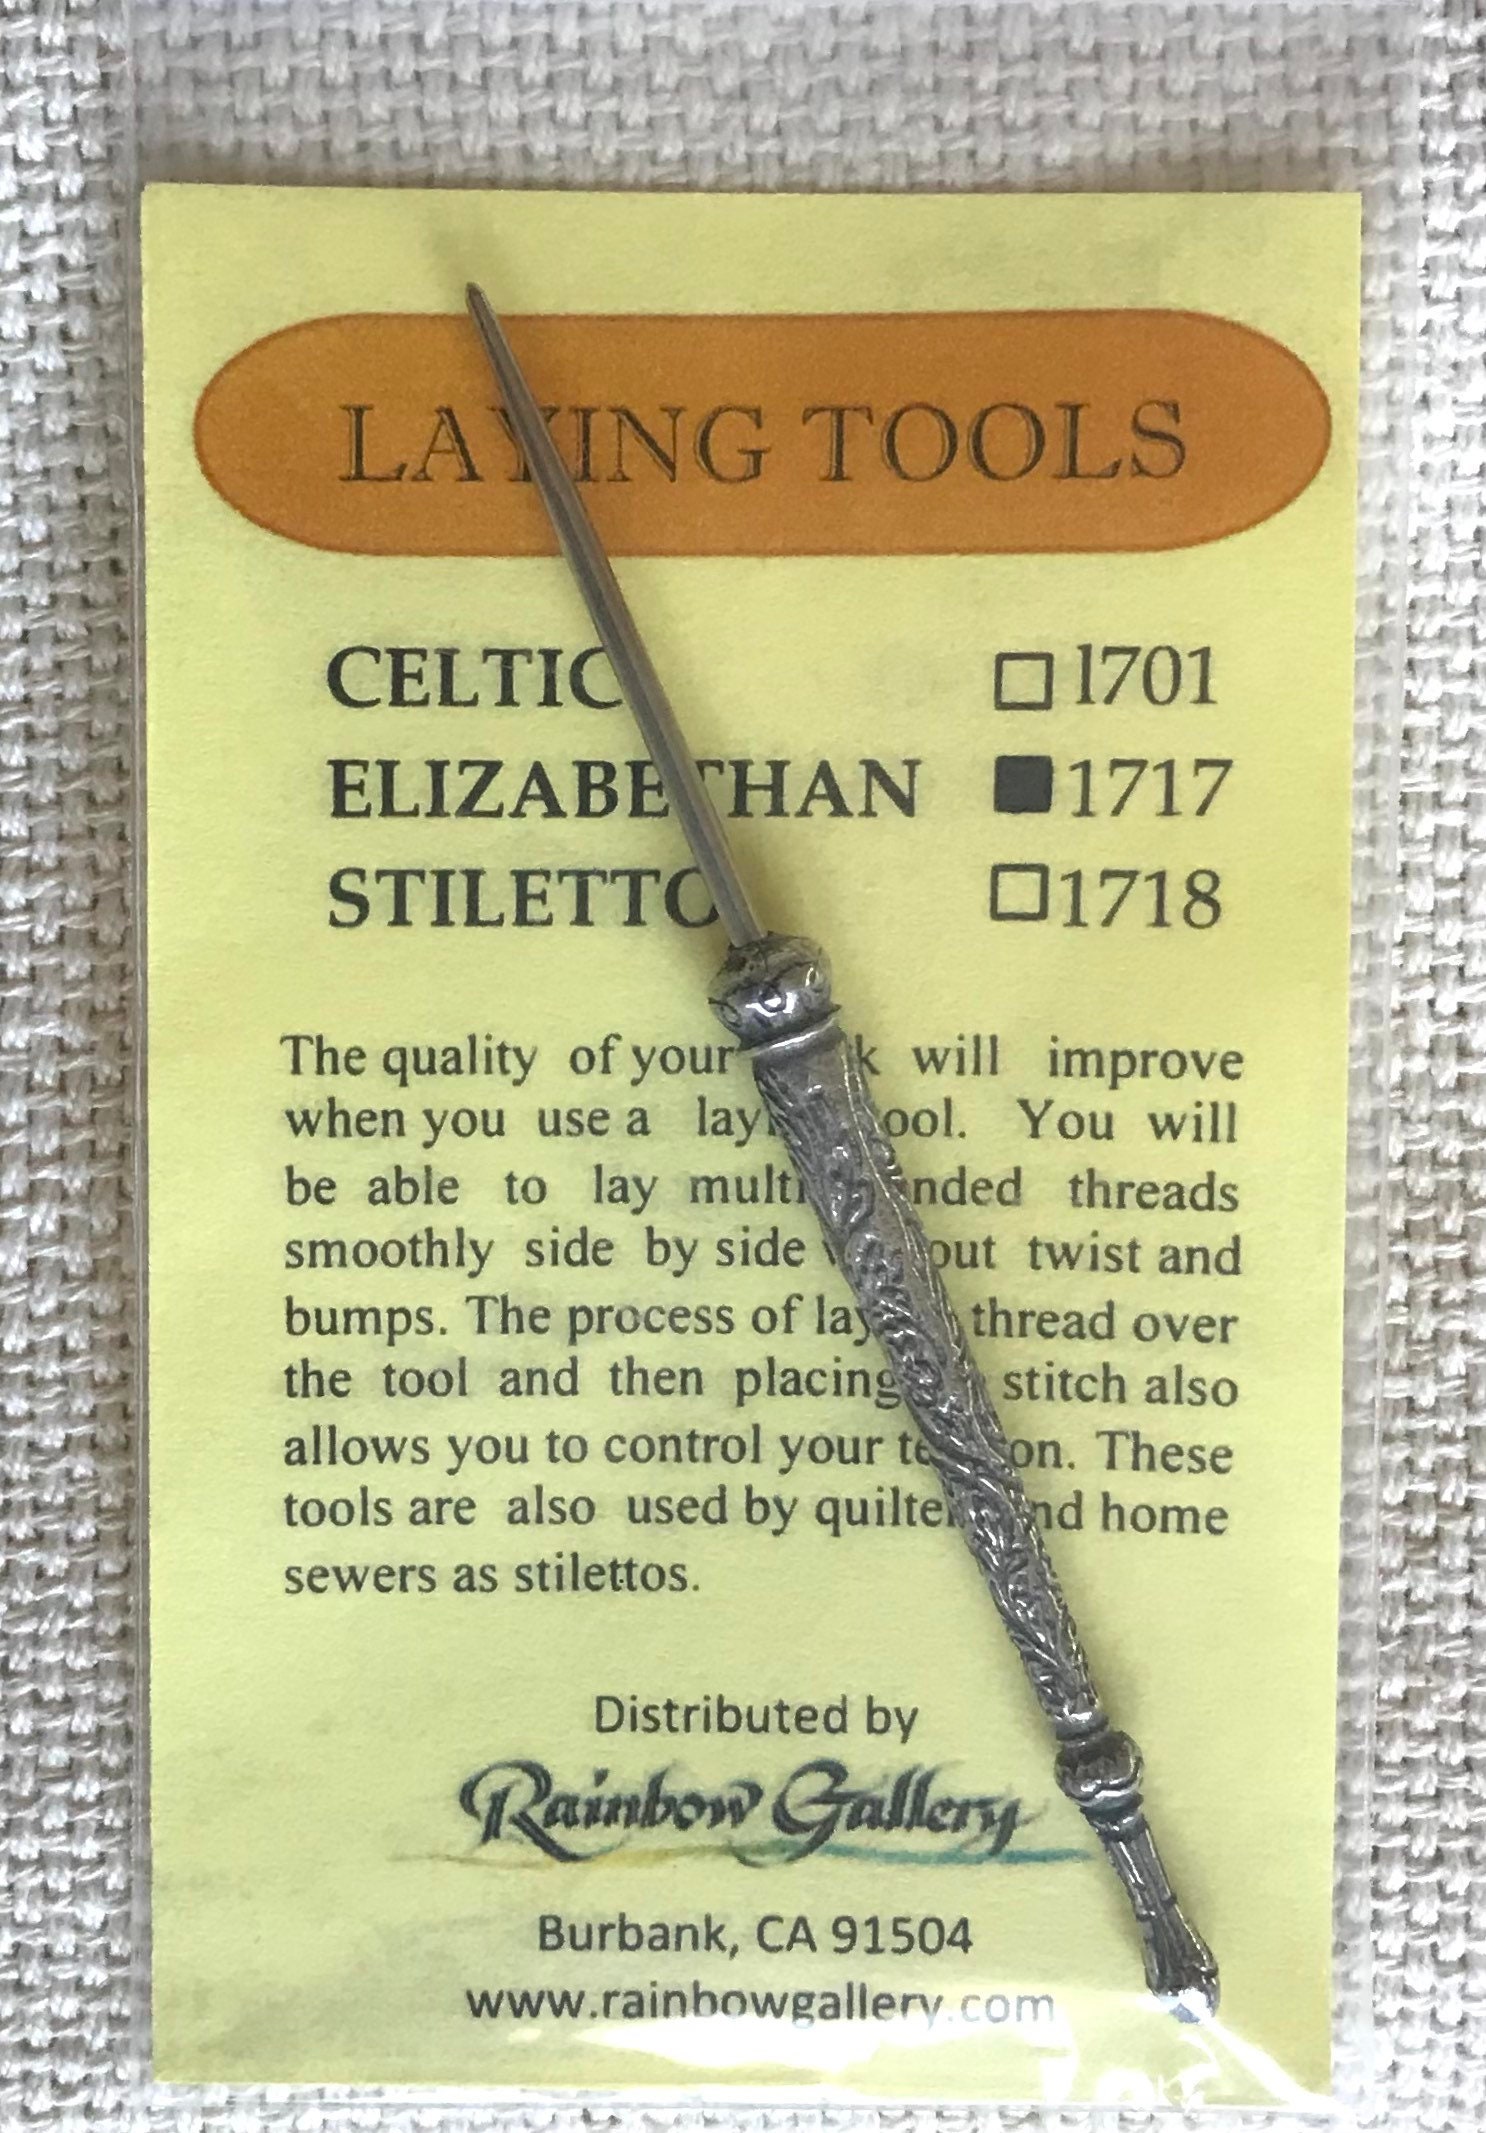 LAYING TOOLS
CELTIC □ 1701
ELIZABETHAN ■ 1717
STILETTO □ 1718
The quality of your k will improve
when you use a layi ool. You will
be able to lay multi nded threads
smoothly side by side w out twist and
bumps. The process of lay thread over
the tool and then placing stitch also
allows you to control your te on. These
tools are also used by quilte nd home
sewers as stilettos.
Distributed by
Rainbow Gallery
Burbank, CA 91504
www.rainbowgallery.com